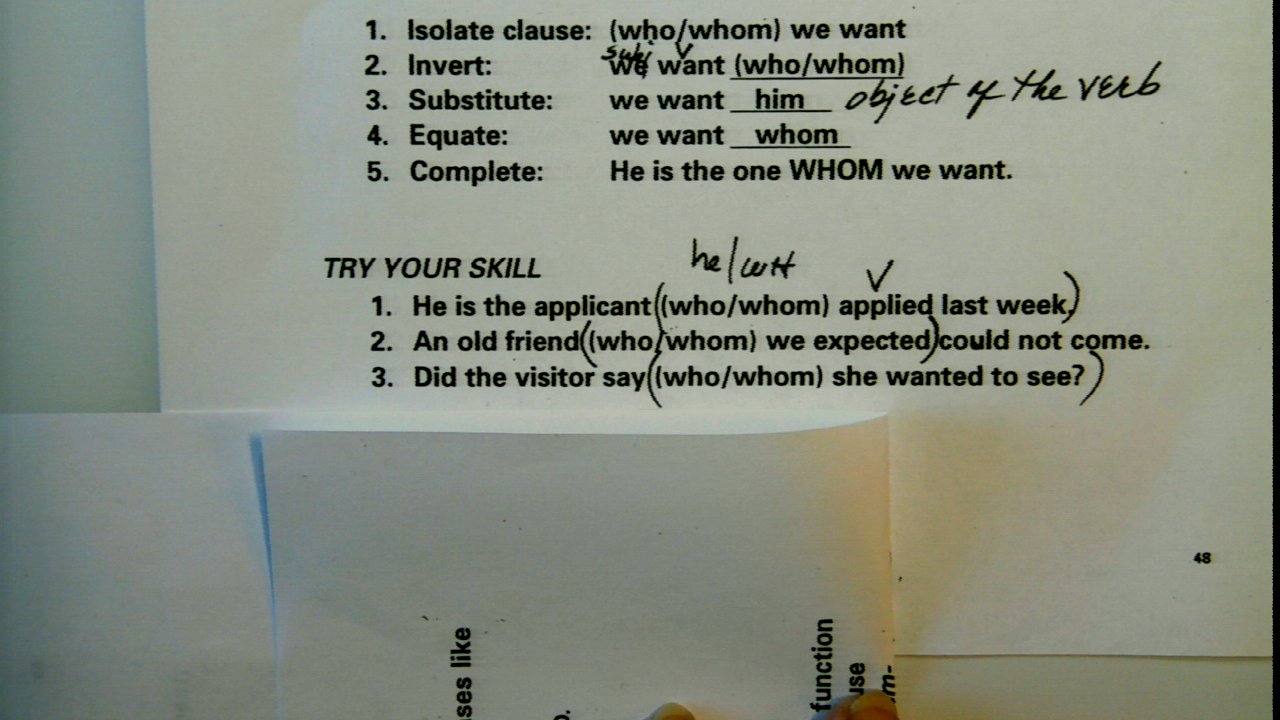 1. Isolate clause: (who/whom) we want
subj v
2. Invert: we want (who/whom)
3. Substitute: we want him object of the verb
4. Equate: we want whom
5. Complete: He is the one WHOM we want.
he/ v
TRY YOUR SKILL
1. He is the applicant((who/whom) applied last week.)
2. An old friend((who/whom) we expected)could not come.
3. Did the visitor say((who/whom) she wanted to see?)
48
ses like
function
use
m-